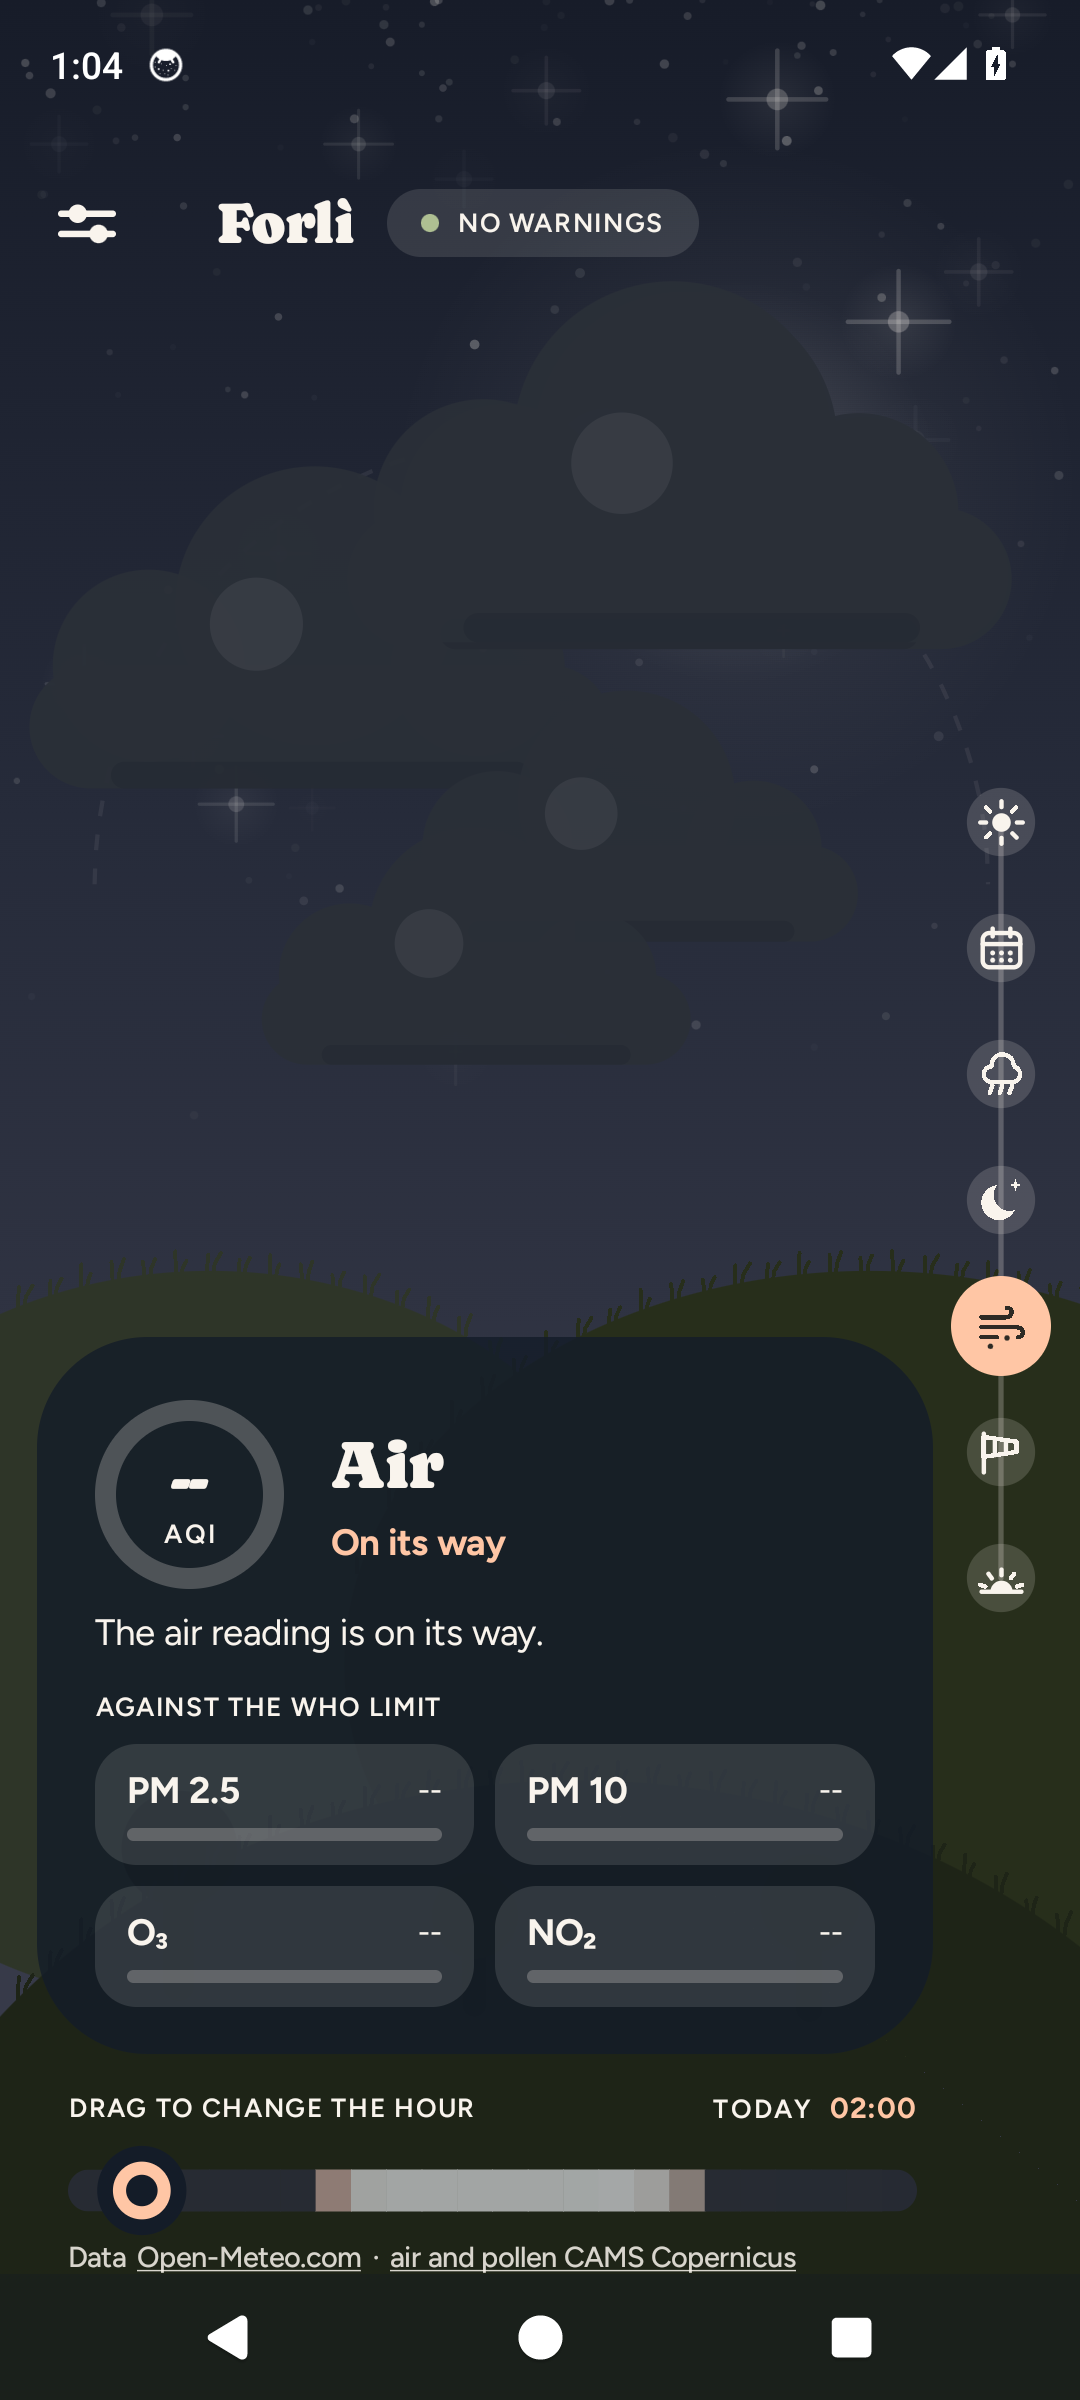 1:04
Forlì
NO WARNINGS
--
AQI
Air
On its way
The air reading is on its way.
AGAINST THE WHO LIMIT
PM 2.5 --
PM 10 --
O₃ --
NO₂ --
DRAG TO CHANGE THE HOUR
TODAY 02:00
Data Open-Meteo.com · air and pollen CAMS Copernicus